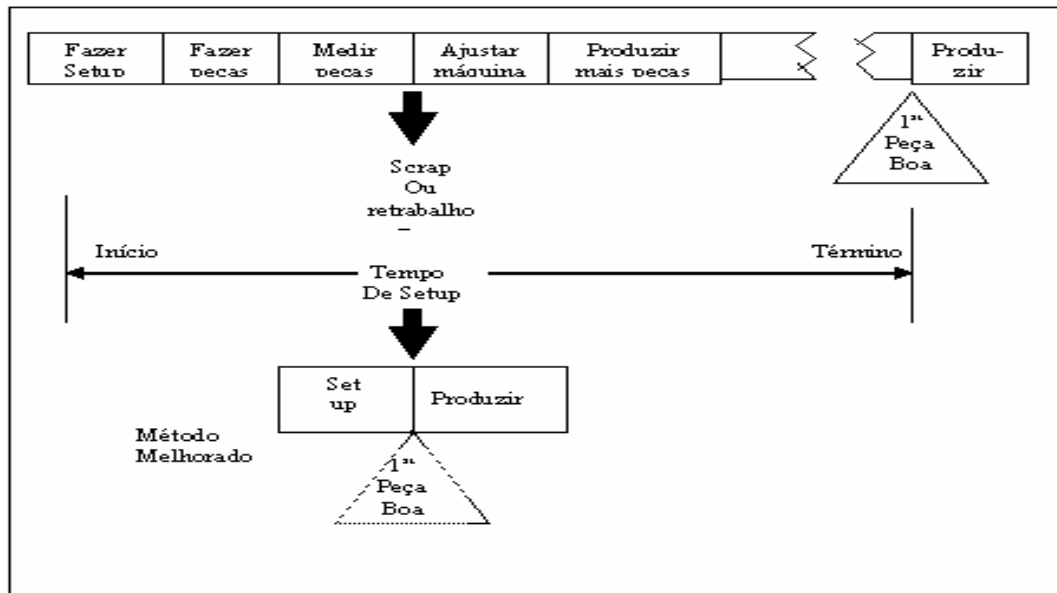 Fazer
Setup
Fazer
peças
Medir
peças
Ajustar
máquina
Produzir
mais peças
Produ-
zir
1ª
Peça
Boa
Scrap
Ou
retrabalho
Início
Término
Tempo
De Setup
Set
up
Produzir
Método
Melhorado
1ª
Peça
Boa